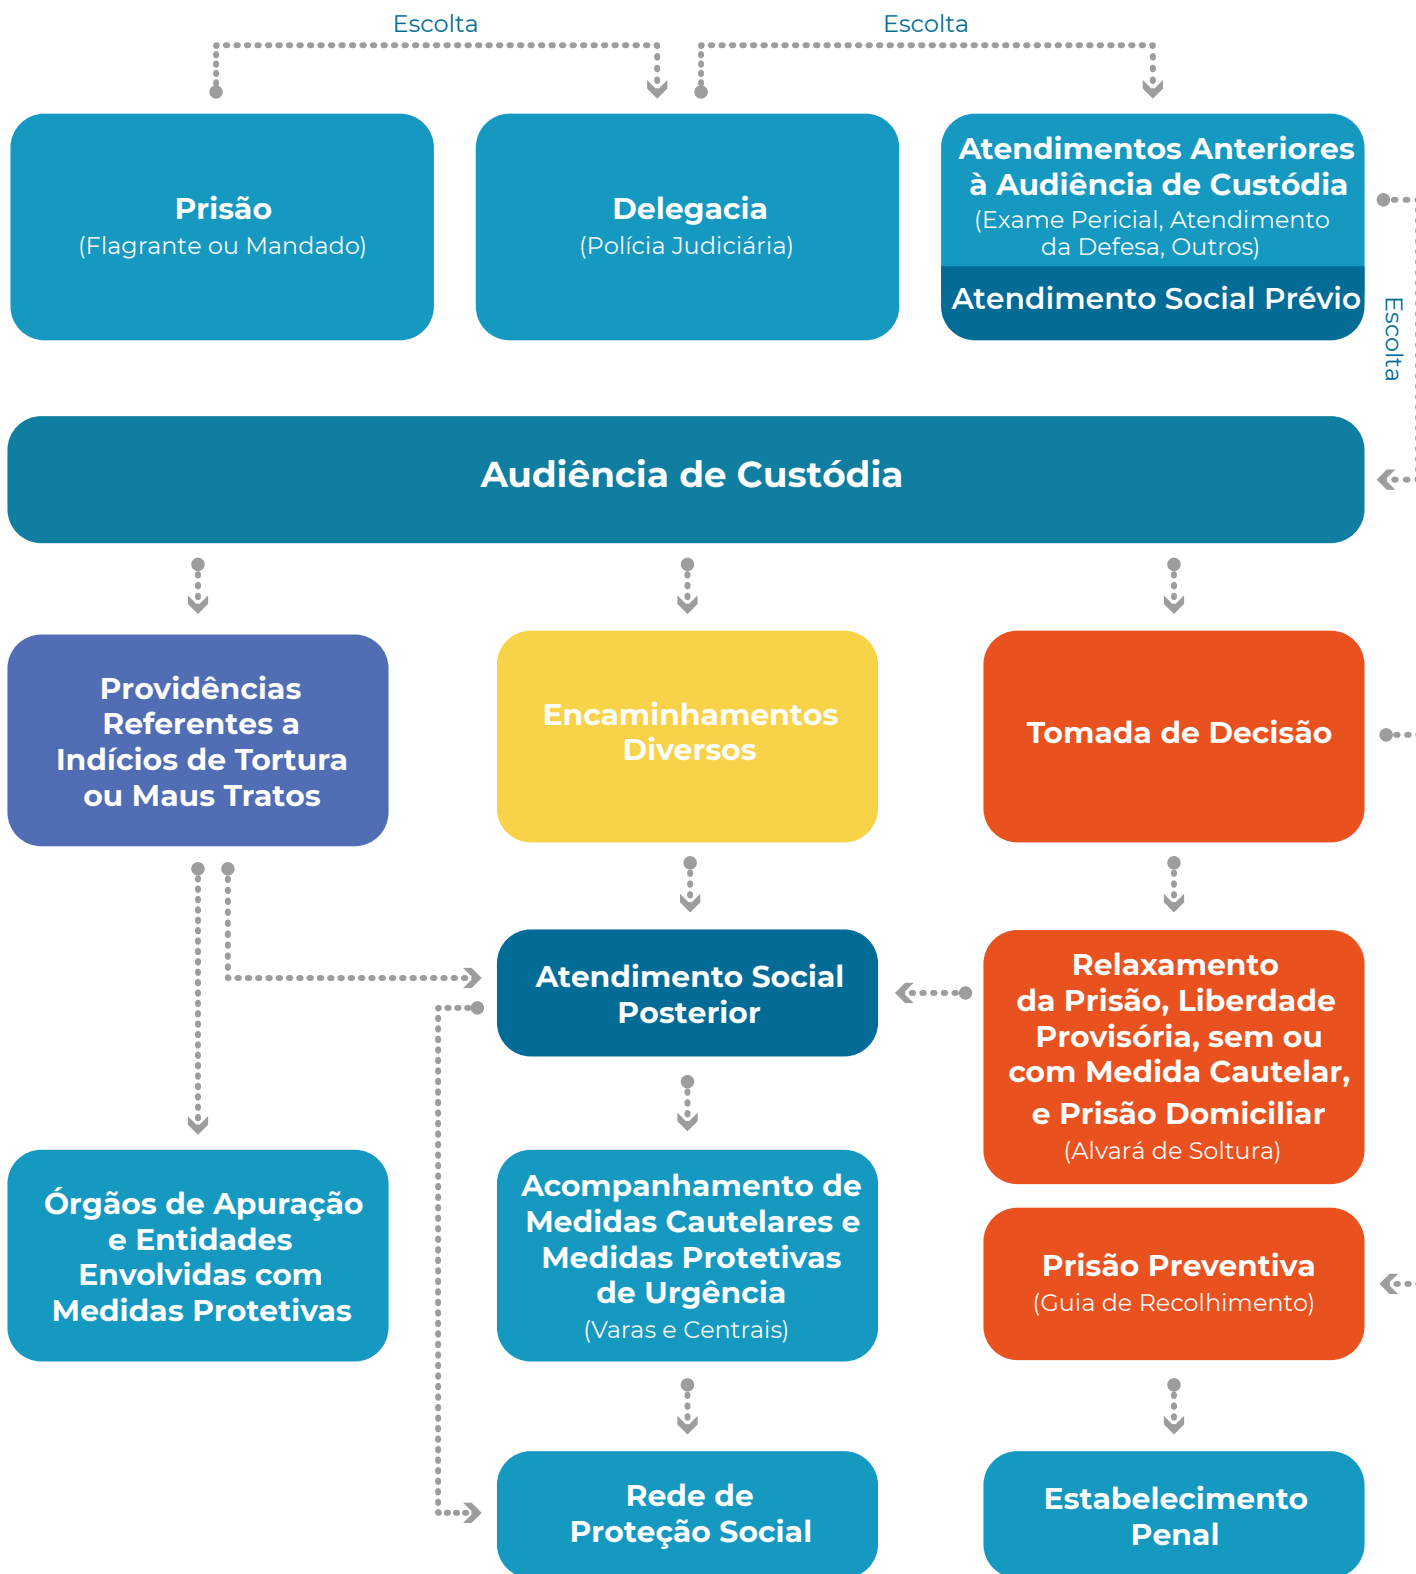 Escolta
Escolta
Prisão
(Flagrante ou Mandado)
Delegacia
(Polícia Judiciária)
Atendimentos Anteriores
à Audiência de Custódia
(Exame Pericial, Atendimento
da Defesa, Outros)
Atendimento Social Prévio
Escolta
Audiência de Custódia
Providências
Referentes a
Indícios de Tortura
ou Maus Tratos
Encaminhamentos
Diversos
Tomada de Decisão
Atendimento Social
Posterior
Relaxamento
da Prisão, Liberdade
Provisória, sem ou
com Medida Cautelar,
e Prisão Domiciliar
(Alvará de Soltura)
Órgãos de Apuração
e Entidades
Envolvidas com
Medidas Protetivas
Acompanhamento de
Medidas Cautelares e
Medidas Protetivas
de Urgência
(Varas e Centrais)
Prisão Preventiva
(Guia de Recolhimento)
Rede de
Proteção Social
Estabelecimento
Penal